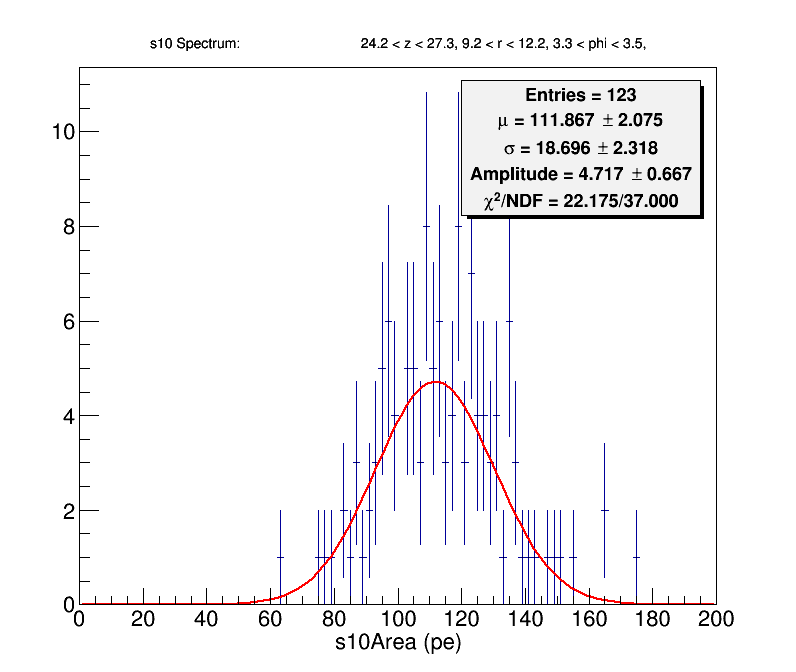 s10 Spectrum: 24.2 < z < 27.3, 9.2 < r < 12.2, 3.3 < phi < 3.5,
Entries = 123
μ = 111.867 ± 2.075
σ = 18.696 ± 2.318
Amplitude = 4.717 ± 0.667
χ²/NDF = 22.175/37.000
10
8
6
4
2
0
0 20 40 60 80 100 120 140 160 180 200
s10Area (pe)